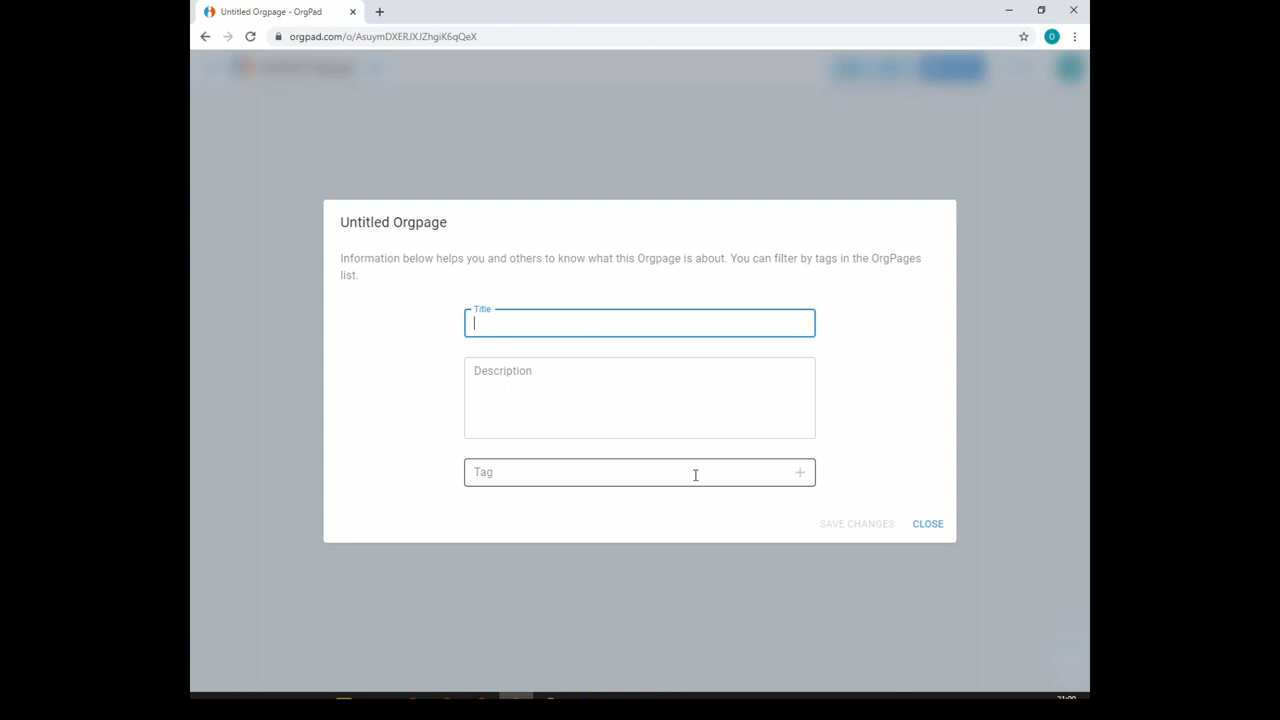 Untitled Orgpage - OrgPad
orgpad.com/o/AsuymDXERJXJZhgiK6qQeX
O
Untitled Orgpage
Information below helps you and others to know what this Orgpage is about. You can filter by tags in the OrgPages
list.
Title
Description
Tag
SAVE CHANGES
CLOSE